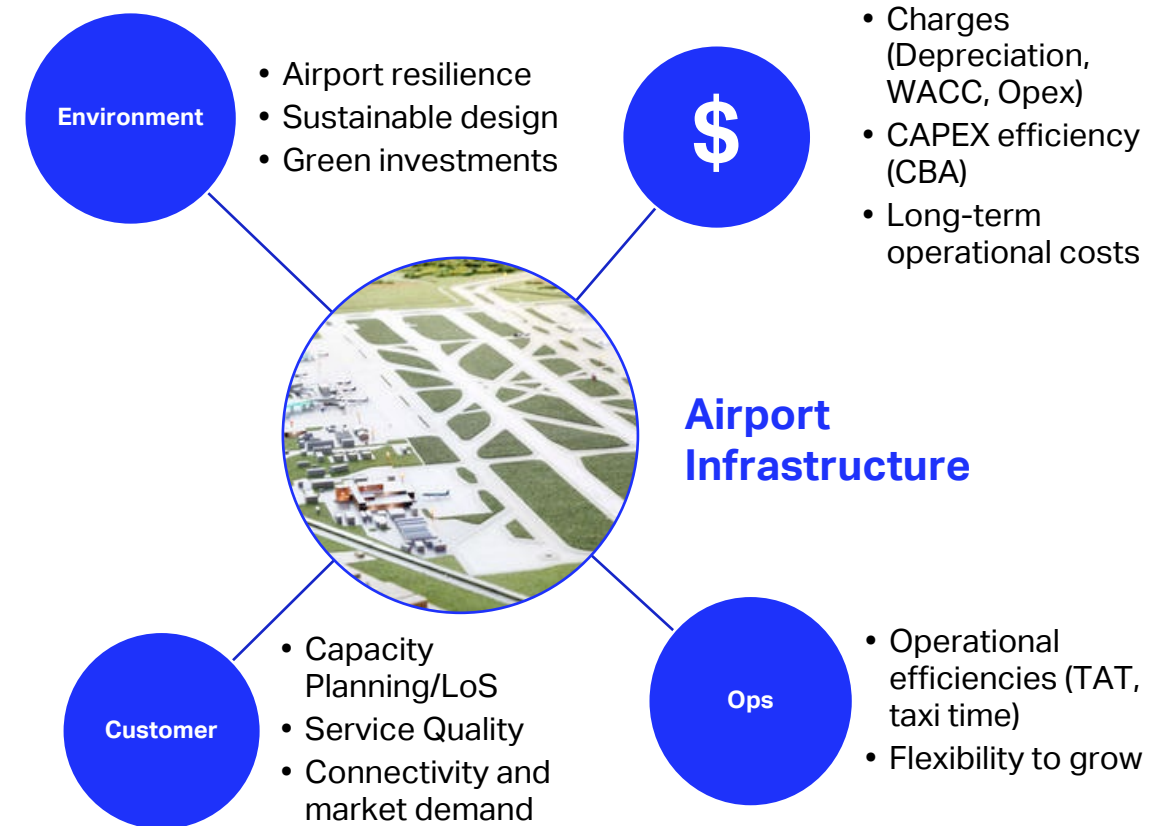 Environment
• Airport resilience
• Sustainable design
• Green investments
$
• Charges
(Depreciation,
WACC, Opex)
• CAPEX efficiency
(CBA)
• Long-term
operational costs
Airport
Infrastructure
Customer
• Capacity
Planning/LoS
• Service Quality
• Connectivity and
market demand
Ops
• Operational
efficiencies (TAT,
taxi time)
• Flexibility to grow